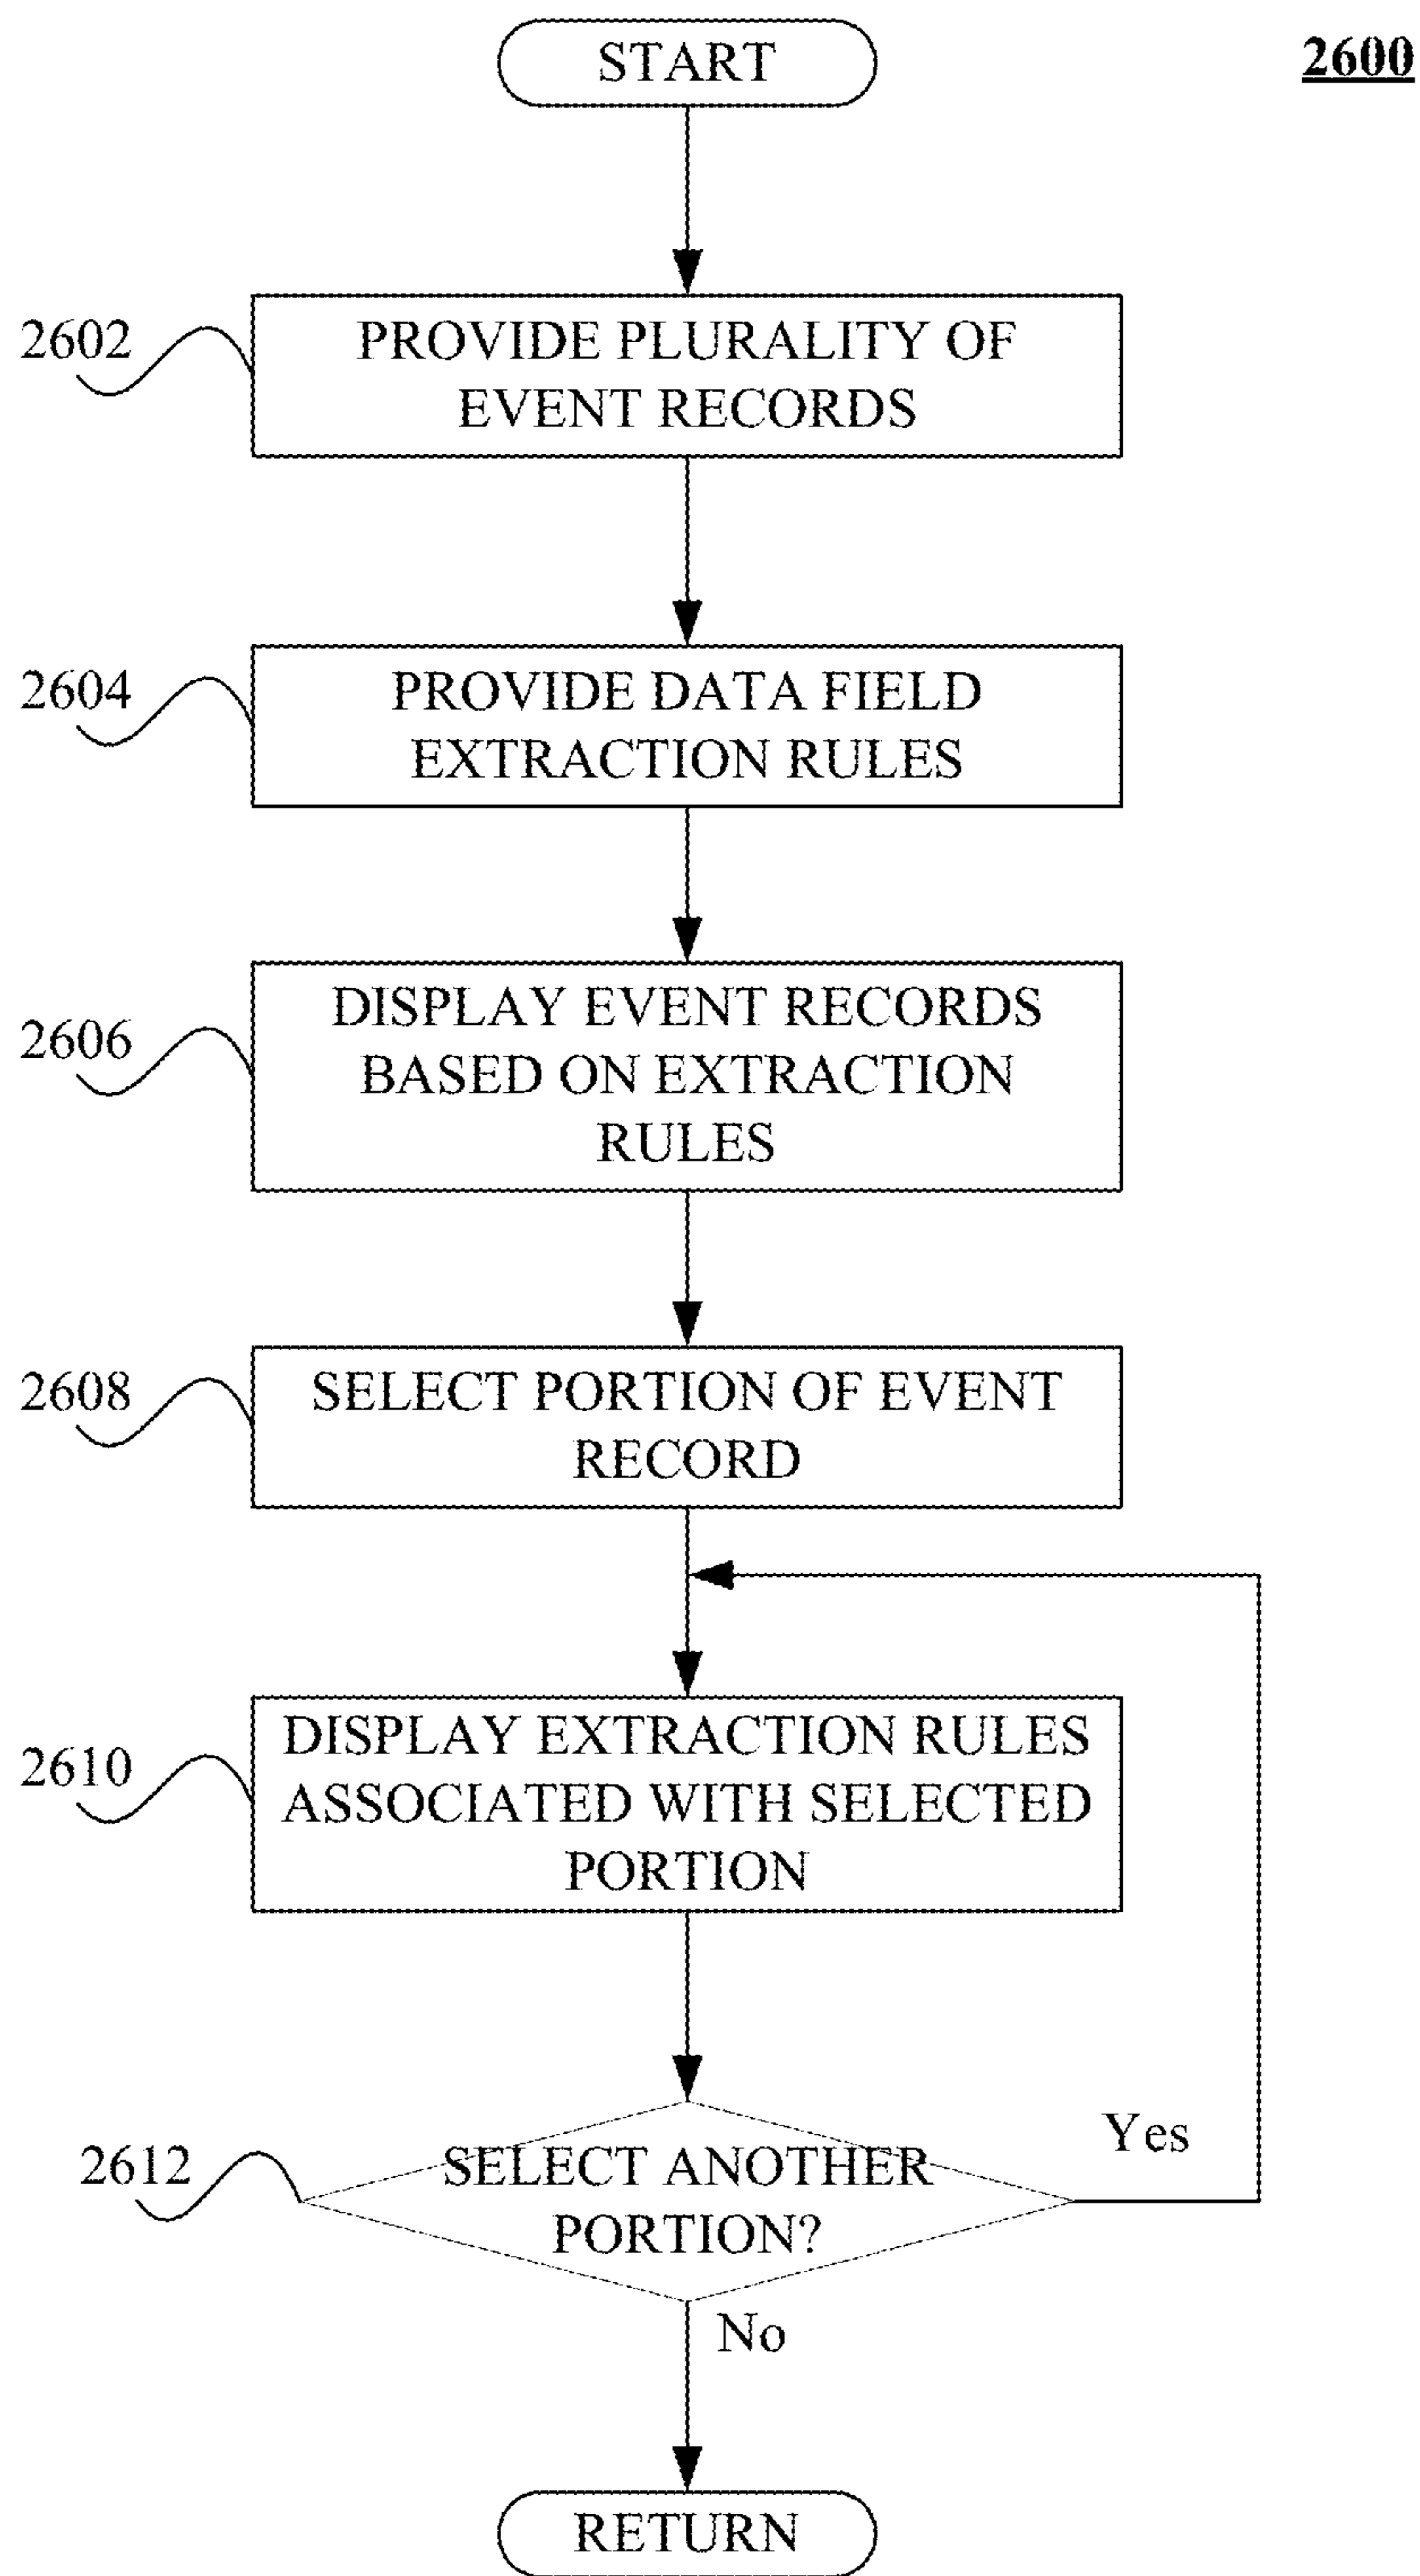 START
2600
2602
PROVIDE PLURALITY OF
EVENT RECORDS
2604
PROVIDE DATA FIELD
EXTRACTION RULES
2606
DISPLAY EVENT RECORDS
BASED ON EXTRACTION
RULES
2608
SELECT PORTION OF EVENT
RECORD
2610
DISPLAY EXTRACTION RULES
ASSOCIATED WITH SELECTED
PORTION
2612
SELECT ANOTHER
PORTION?
Yes
No
RETURN